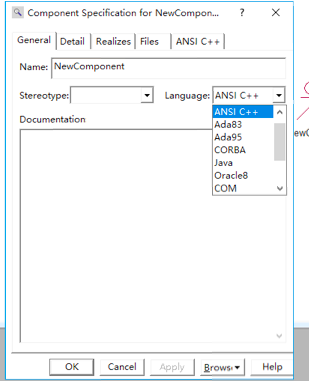 Component Specification for NewCompon... ? X
General Detail Realizes Files ANSI C++
Name: NewComponent
Stereotype: Language: ANSI C++
Documentation
ANSI C++
Ada83
Ada95
CORBA
Java
Oracle8
COM
OK Cancel Apply Brows
Help